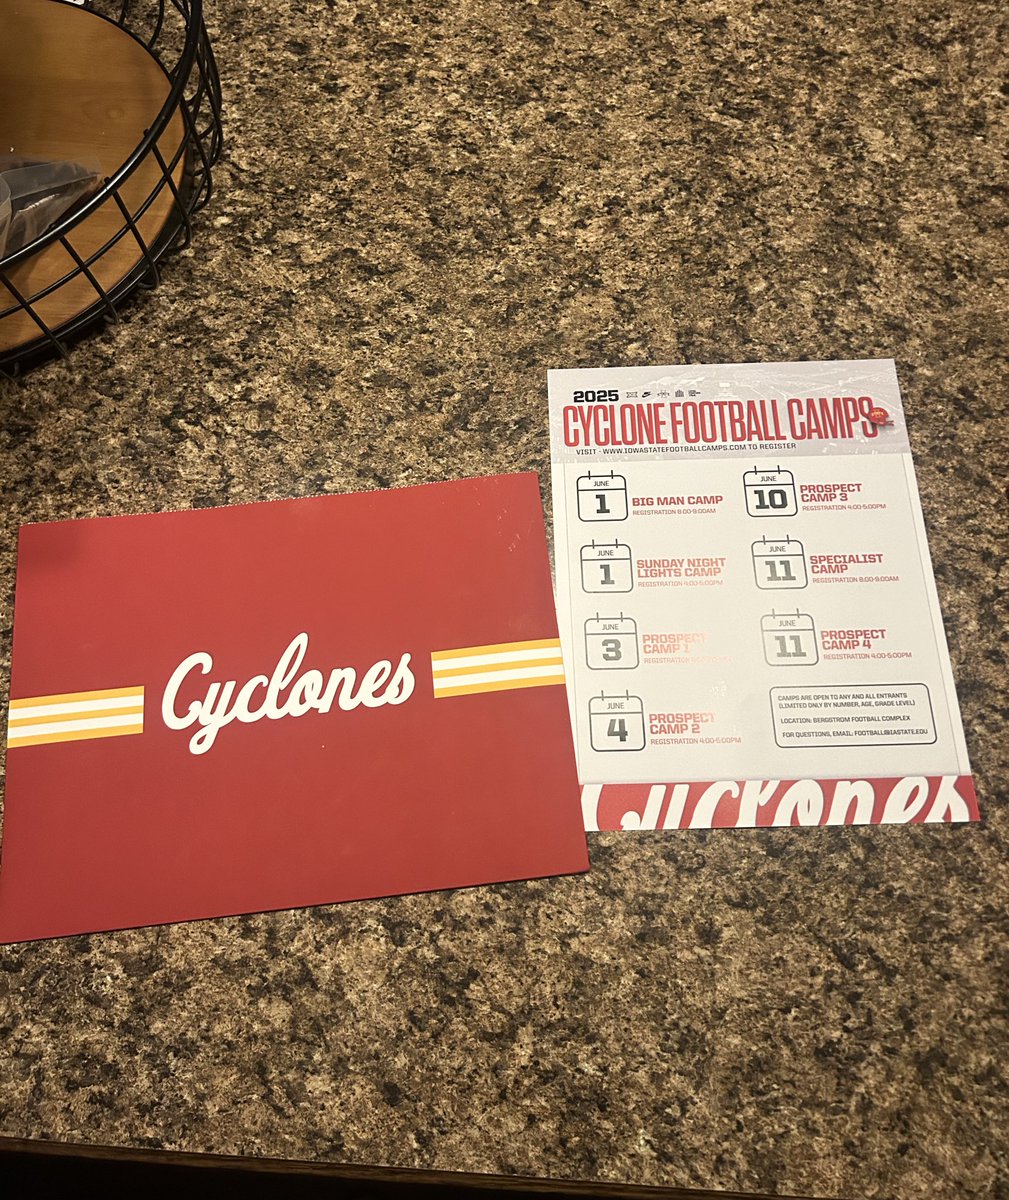 Cyclones
2025
CYCLONE FOOTBALL CAMPS
VISIT - WWW.IOWASTATEFOOTBALLCAMPS.COM TO REGISTER
JUNE
1
BIG MAN CAMP
REGISTRATION 8:00-9:00AM
JUNE
1
SUNDAY NIGHT
LIGHTS CAMP
REGISTRATION 4:00-5:00PM
JUNE
3
PROSPECT
CAMP 1
REGISTRATION
JUNE
4
PROSPECT
CAMP 2
REGISTRATION 4:00-5:00PM
JUNE
10
PROSPECT
CAMP 3
REGISTRATION 4:00-5:00PM
JUNE
11
SPECIALIST
CAMP
REGISTRATION 8:00-9:00AM
JUNE
11
PROSPECT
CAMP 4
REGISTRATION 4:00-5:00PM
CAMPS ARE OPEN TO ANY AND ALL ENTRANTS
(LIMITED ONLY BY NUMBER, AGE, GRADE LEVEL)
LOCATION: BERGSTROM FOOTBALL COMPLEX
FOR QUESTIONS, EMAIL: FOOTBALL@IASTATE.EDU
Cyclones